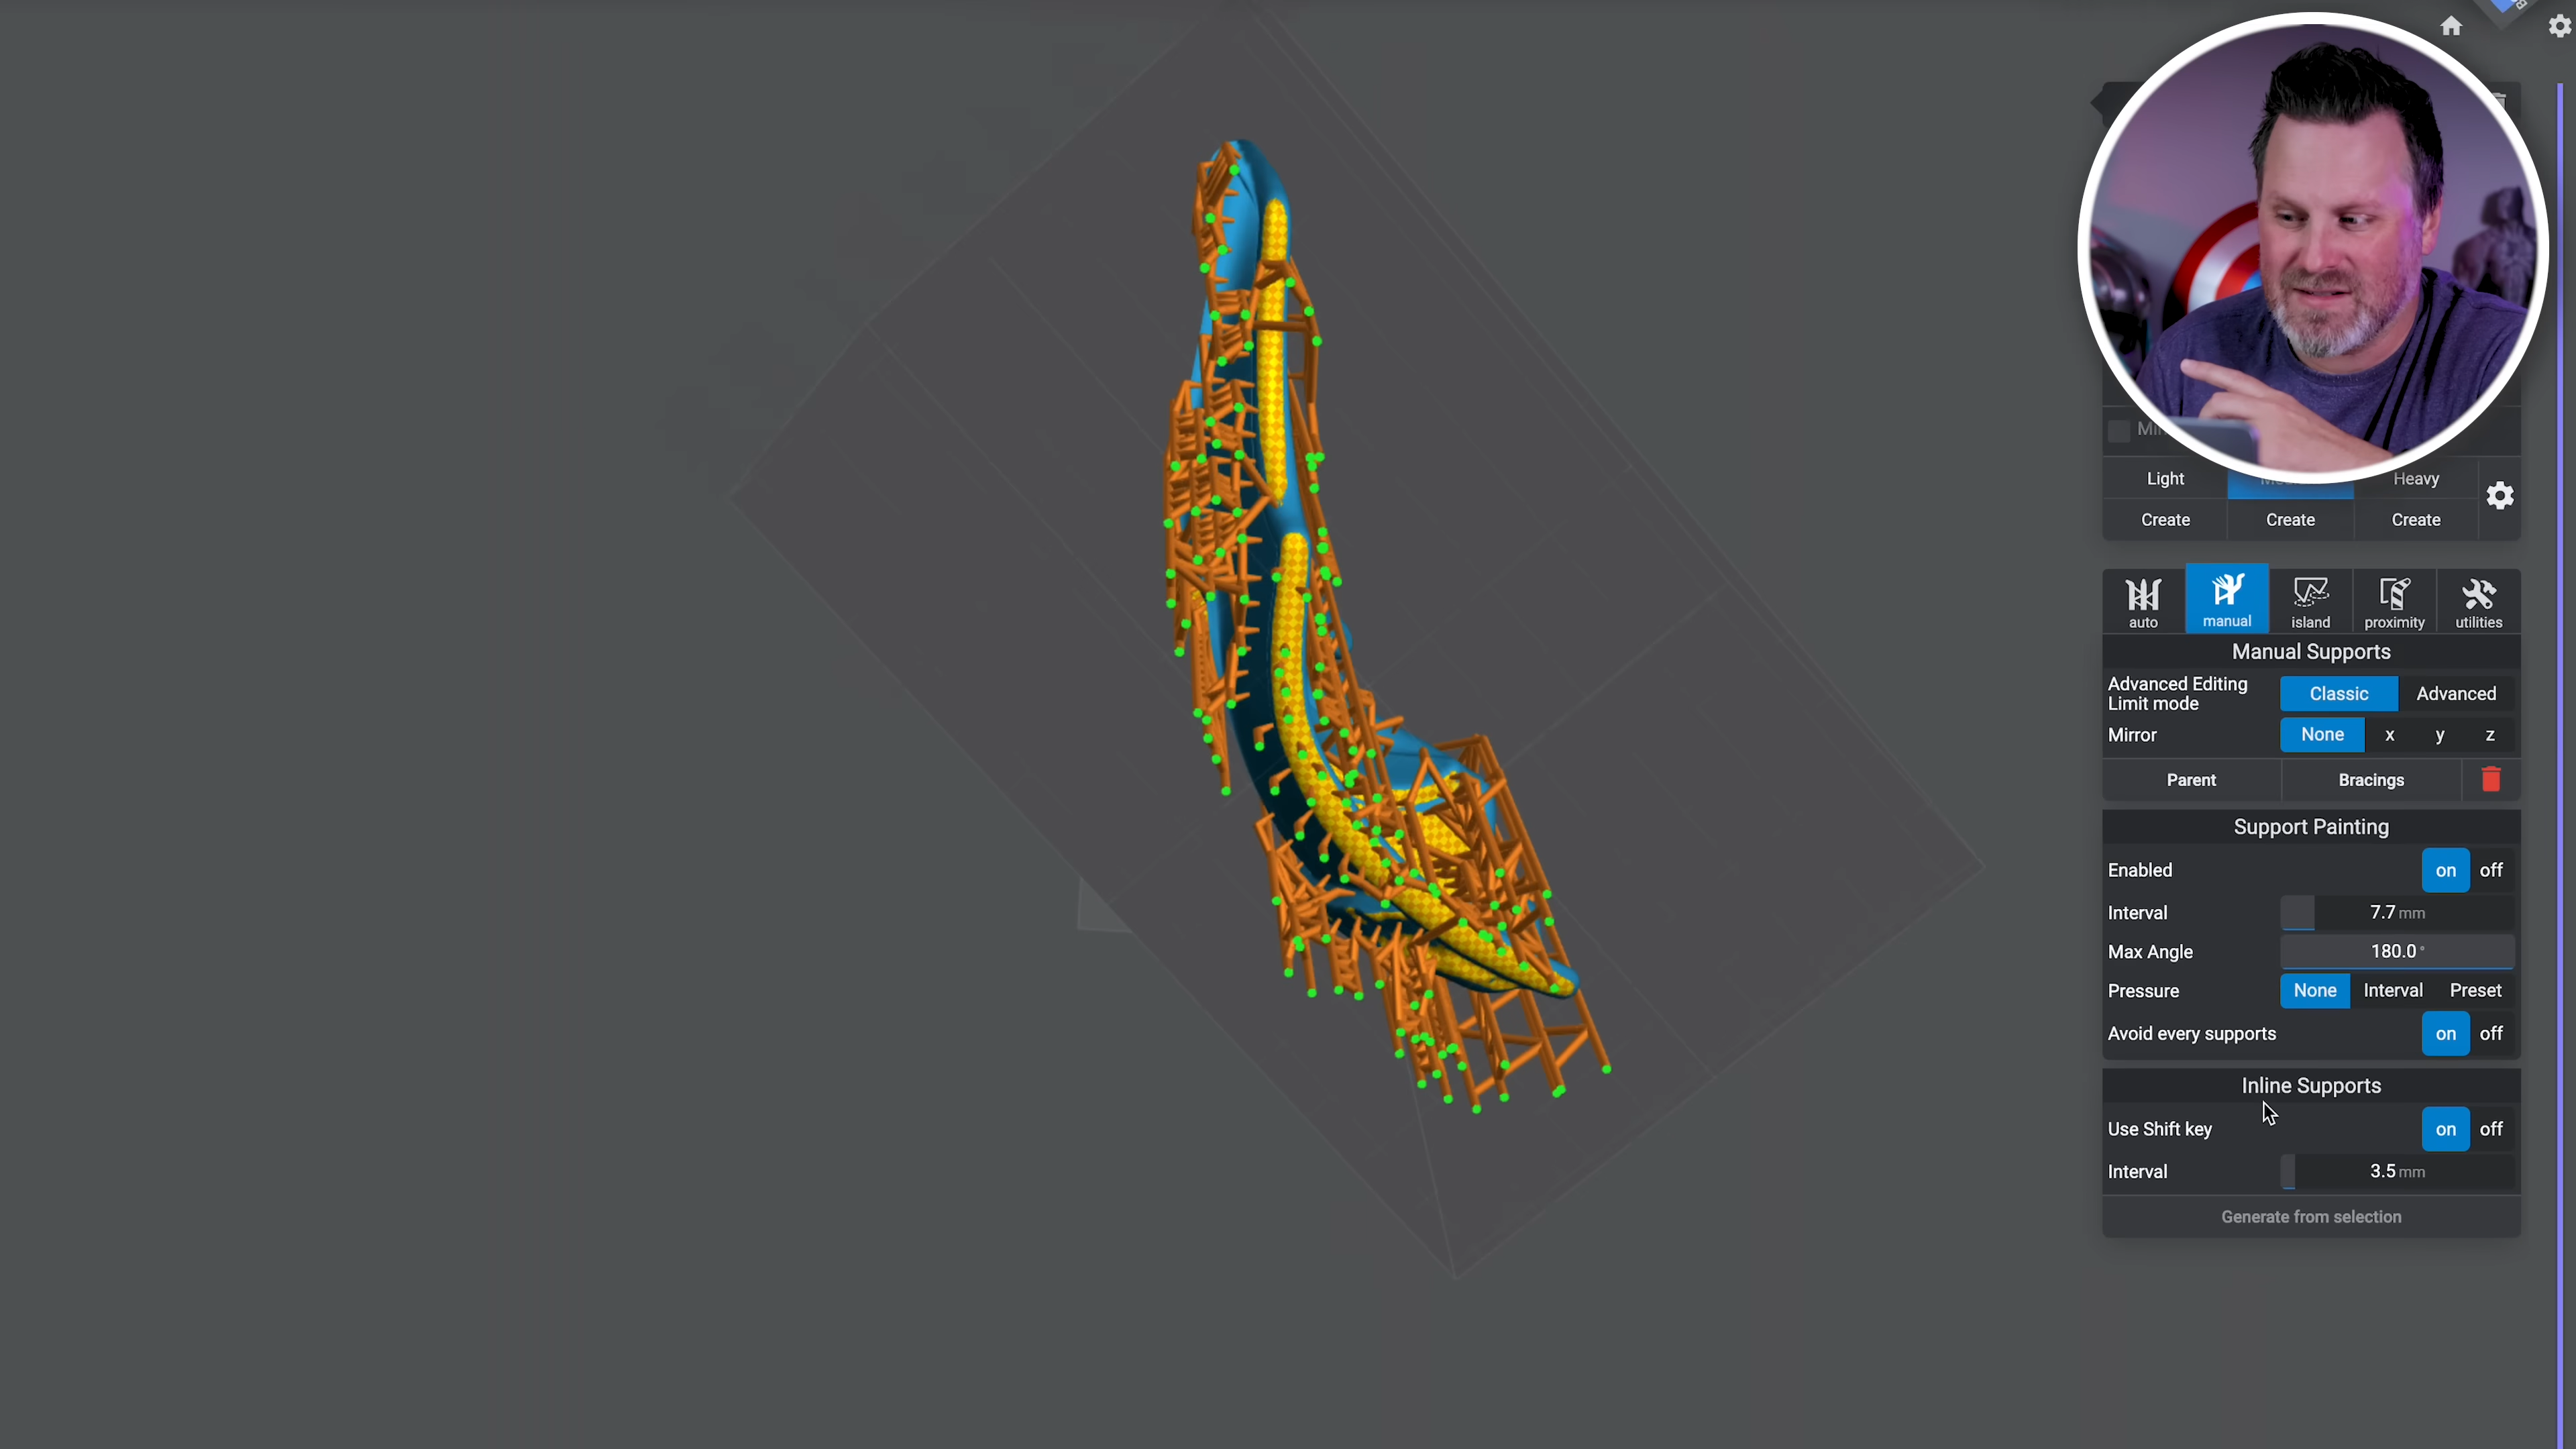 Light Heavy
Create Create Create
auto manual island proximity utilities
Manual Supports
Advanced Editing
Limit mode
Classic Advanced
Mirror None x y z
Parent Bracings
Support Painting
Enabled on off
Interval 7.7 mm
Max Angle 180.0 °
Pressure None Interval Preset
Avoid every supports on off
Inline Supports
Use Shift key on off
Interval 3.5 mm
Generate from selection